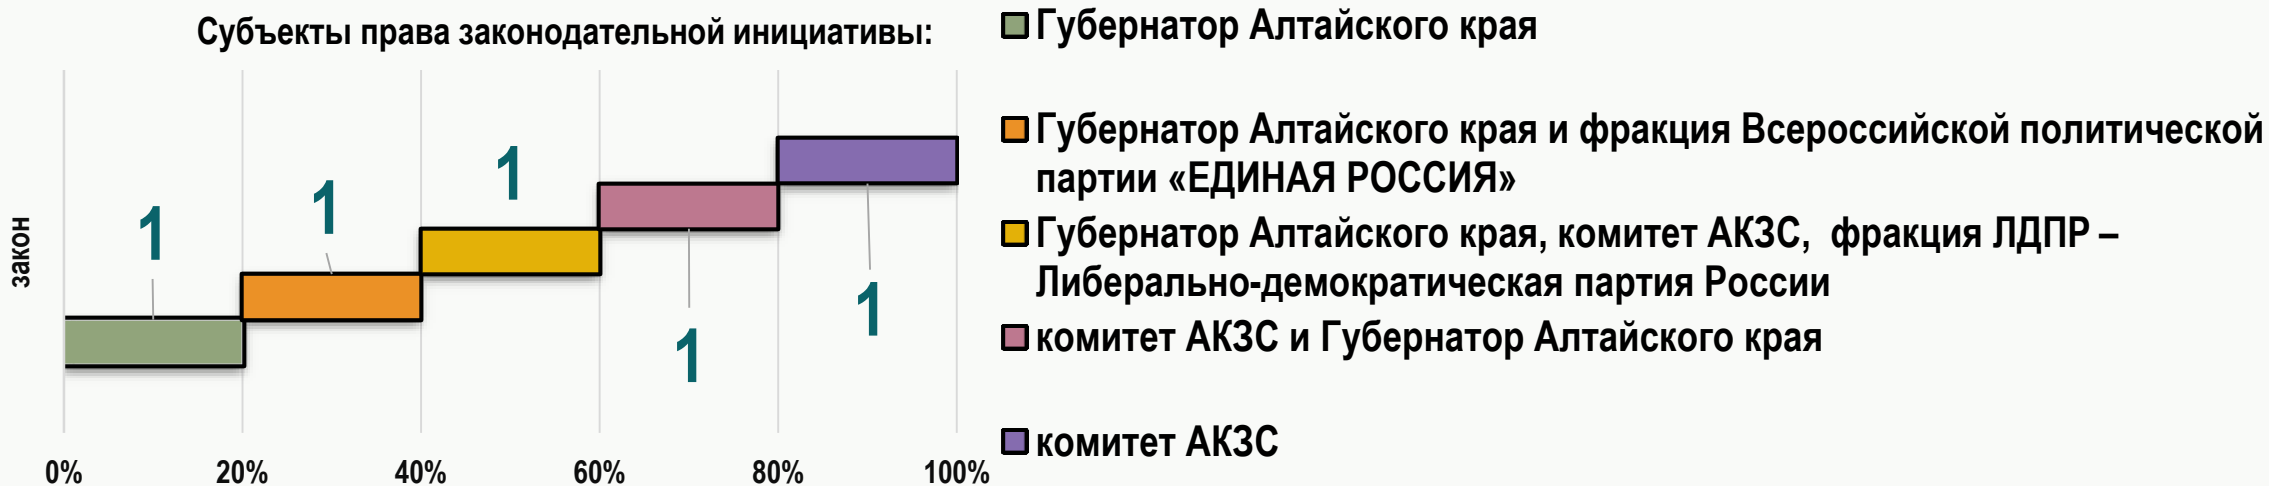 Субъекты права законодательной инициативы:
закон
1
1
1
1
1
0%
20%
40%
60%
80%
100%
Губернатор Алтайского края
Губернатор Алтайского края и фракция Всероссийской политической
партии «ЕДИНАЯ РОССИЯ»
Губернатор Алтайского края, комитет АКЗС, фракция ЛДПР –
Либерально-демократическая партия России
комитет АКЗС и Губернатор Алтайского края
комитет АКЗС